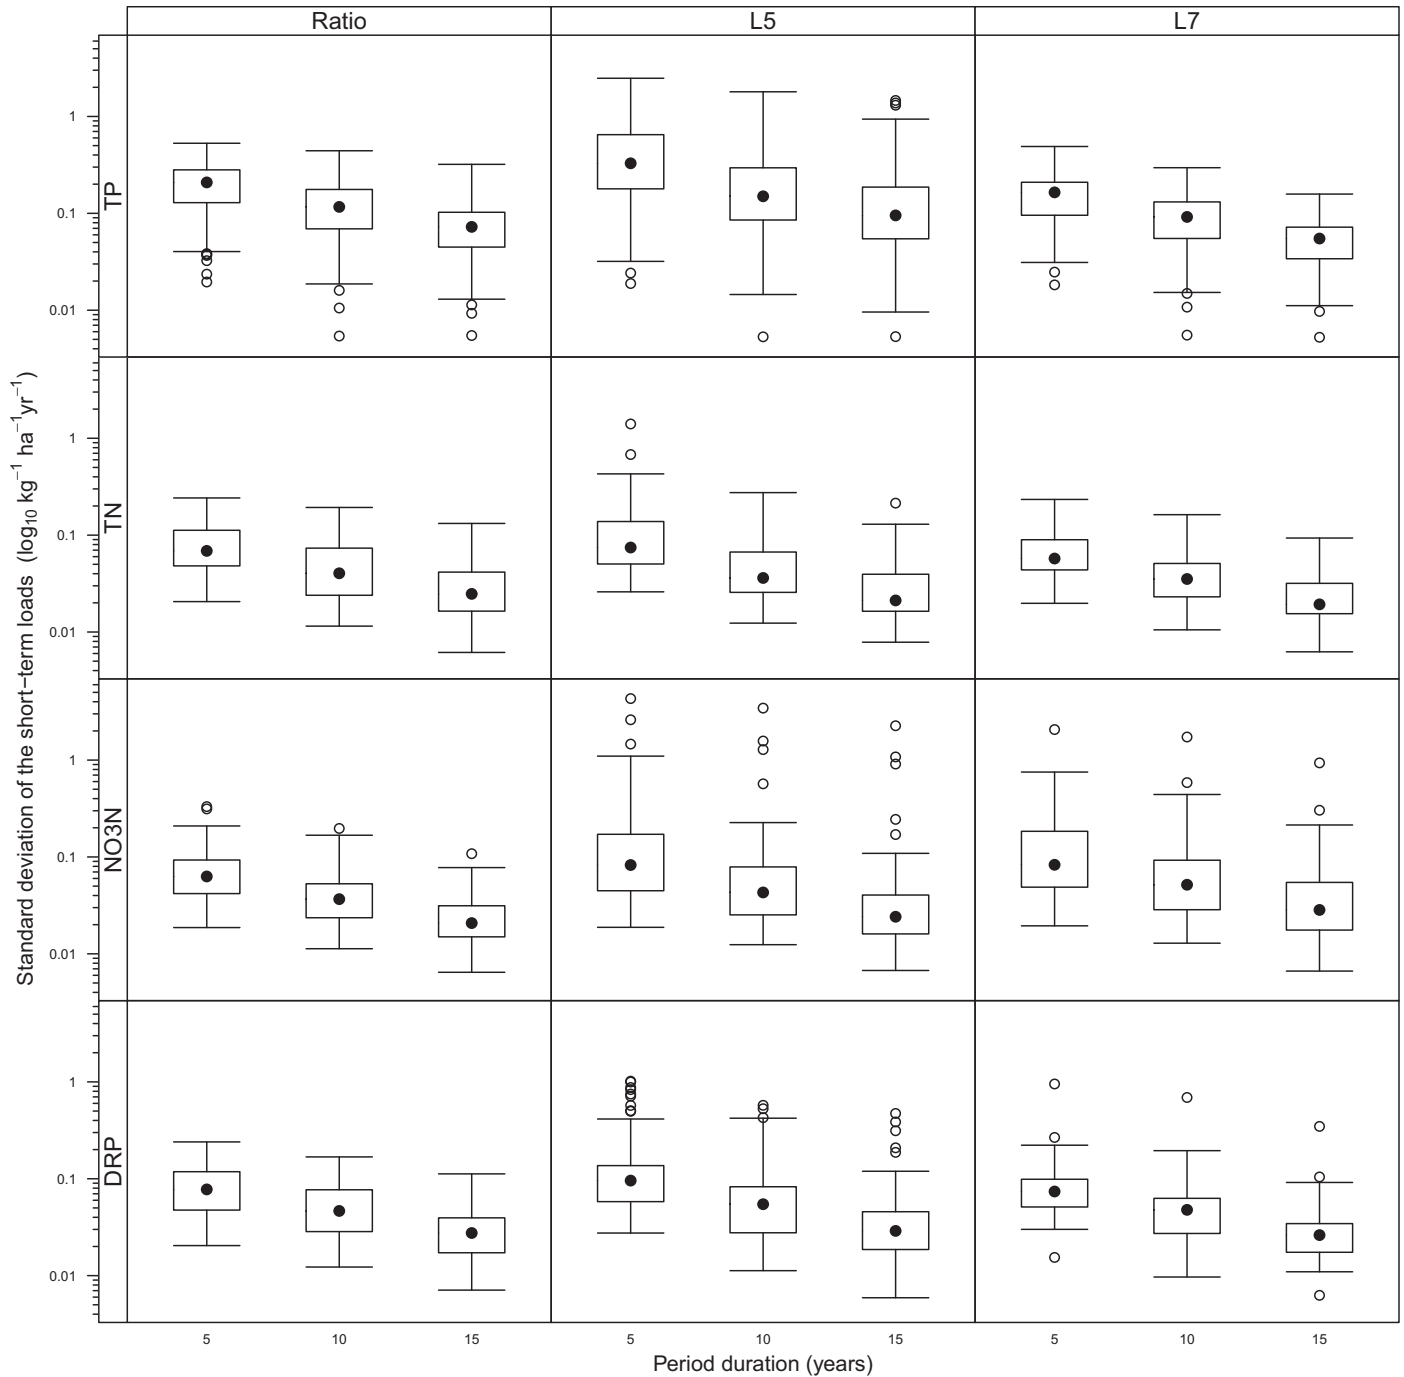 Ratio L5 L7
Standard deviation of the short−term loads (log₁₀ kg⁻¹ ha⁻¹yr⁻¹)
TP
1
0.1
0.01
TN
1
0.1
0.01
NO3N
1
0.1
0.01
DRP
1
0.1
0.01
5 10 15 5 10 15 5 10 15
Period duration (years)